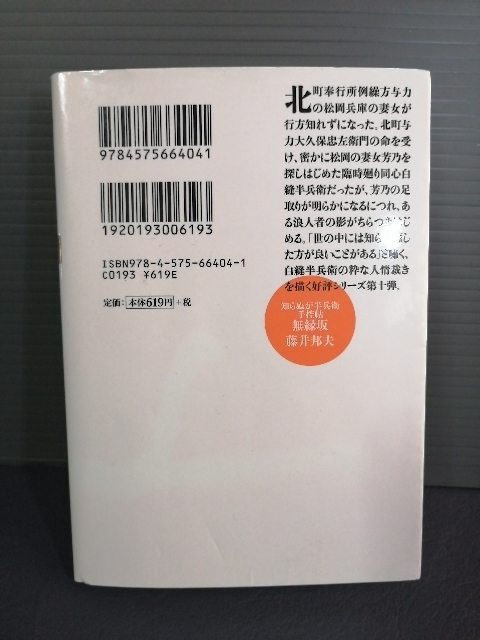 9784575664041
1920193006193
ISBN978-4-575-66404-1
C0193 ¥619E
定価：本体619円＋税
北町奉行所例繰方与力
の松岡兵庫の妻女が
行方知れずになった。北町与
力大久保忠左衛門の命を受
け、密かに松岡の妻女芳乃を
探しはじめた臨時廻り同心白
縫半兵衛だったが、芳乃の足
取りが明らかになるにつれ、あ
る浪人者の影がちらつきはじ
める。「世の中には知らぬ顔した
方が良いことがある」と嘯く、
白縫半兵衛の粋な人情裁き
を描く好評シリーズ第十弾。
知らぬが半兵衛
手控帖
無縁坂
藤井邦夫